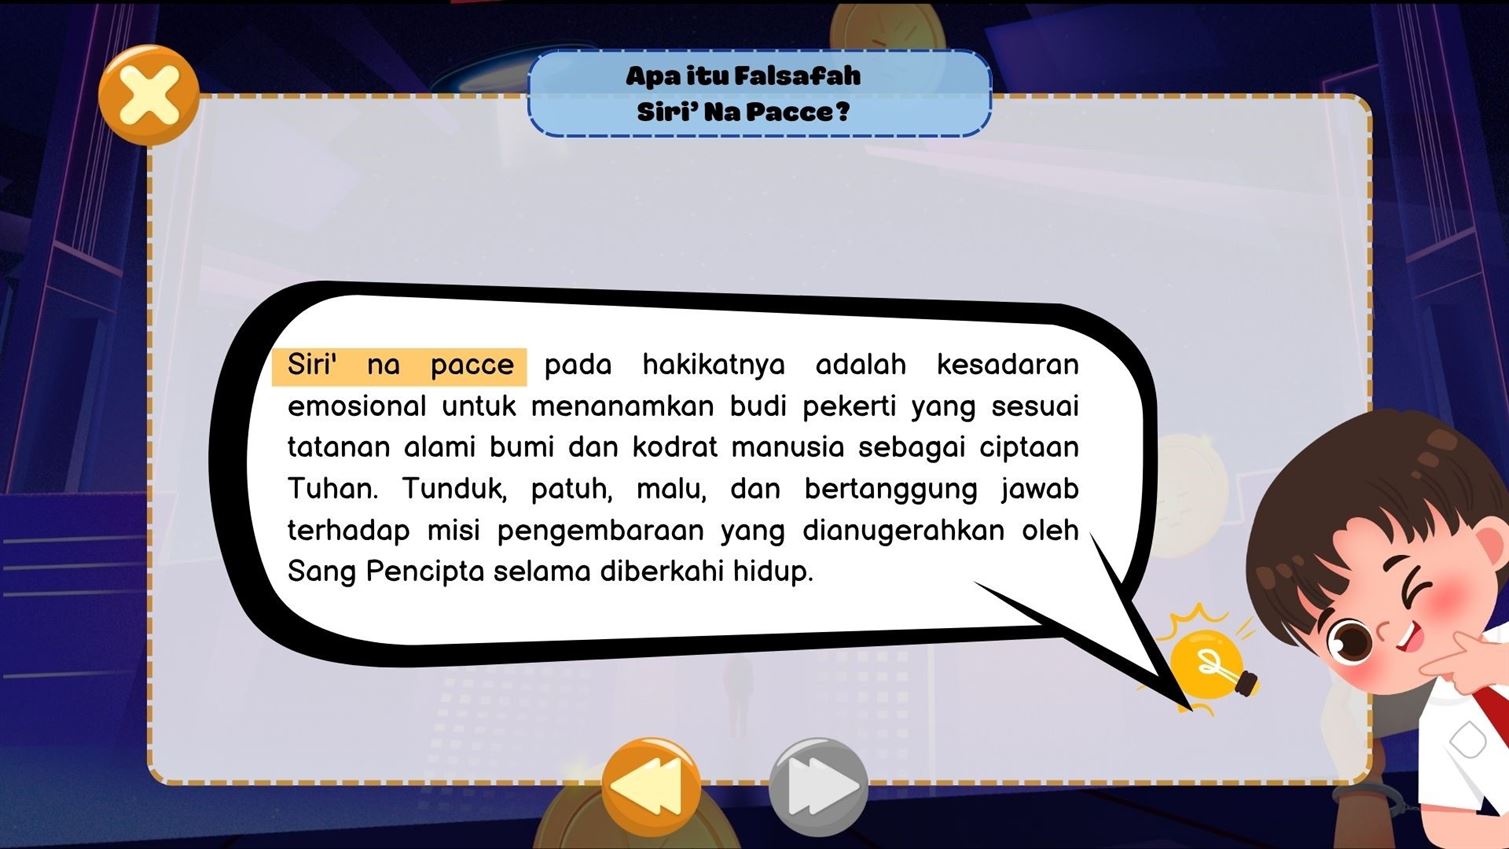 Apa itu Falsafah
Siri’ Na Pacce?
Siri' na pacce pada hakikatnya adalah kesadaran
emosional untuk menanamkan budi pekerti yang sesuai
tatanan alami bumi dan kodrat manusia sebagai ciptaan
Tuhan. Tunduk, patuh, malu, dan bertanggung jawab
terhadap misi pengembaraan yang dianugerahkan oleh
Sang Pencipta selama diberkahi hidup.